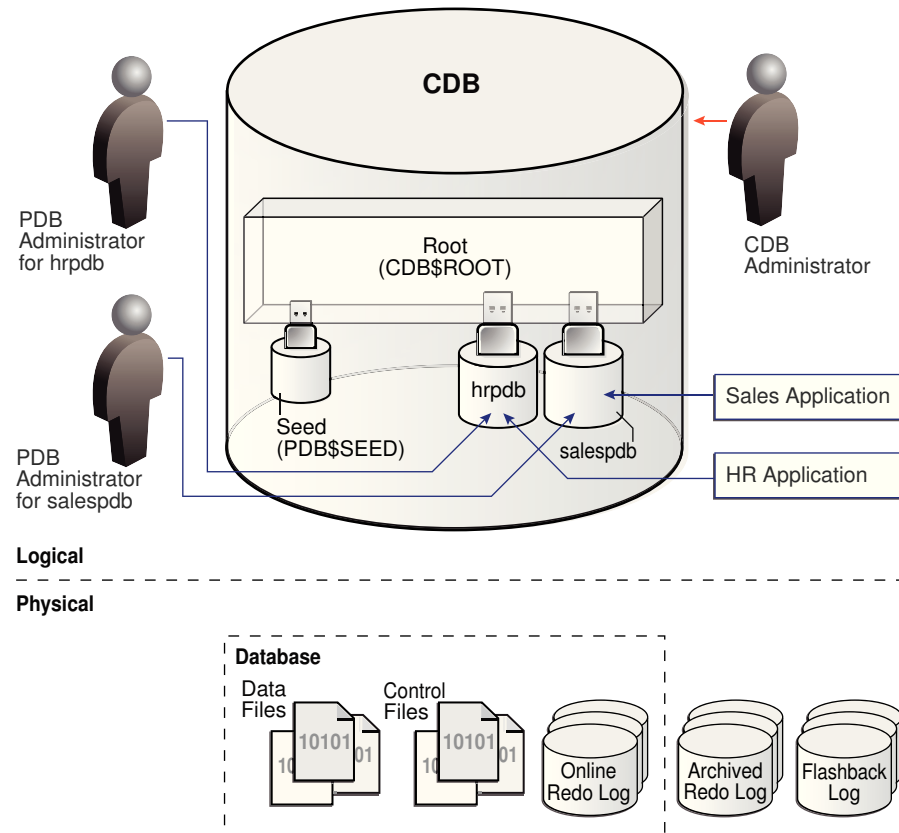 CDB
PDB
Administrator
for hrpdb
Root
(CDB$ROOT)
CDB
Administrator
hrpdb
Seed
(PDB$SEED)
salespdb
Sales Application
HR Application
PDB
Administrator
for salespdb
Logical
Physical
Database
Data
Files
10101
10
01
Control
Files
10101
10
01
Online
Redo Log
Archived
Redo Log
Flashback
Log